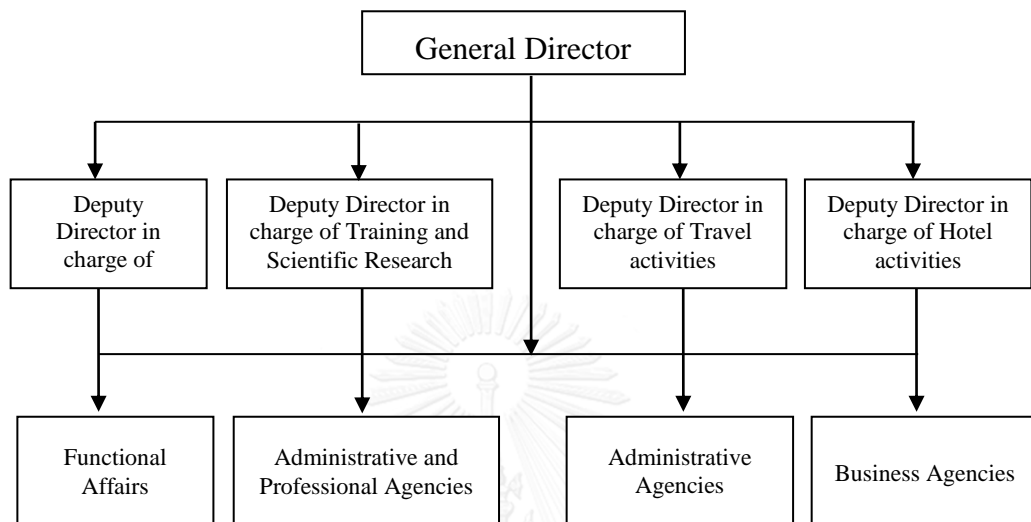 General Director
Deputy
Director in
charge of
Deputy Director in
charge of Training and
Scientific Research
Deputy Director in
charge of Travel
activities
Deputy Director in
charge of Hotel
activities
Functional
Affairs
Administrative and
Professional Agencies
Administrative
Agencies
Business Agencies